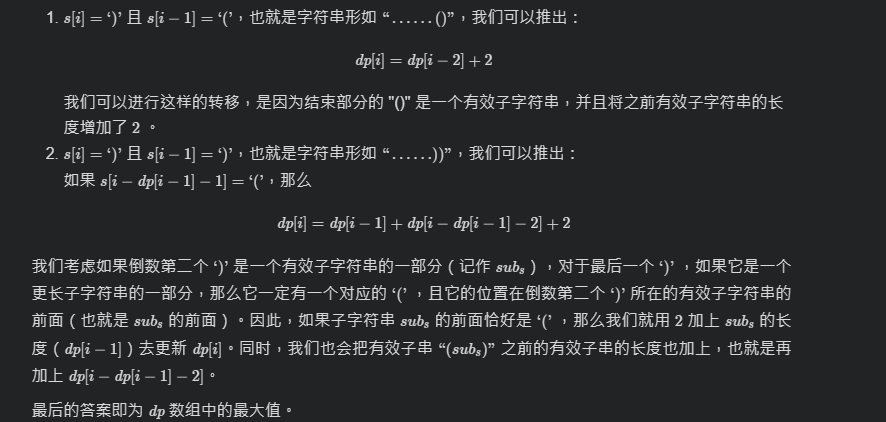 1. s[i] = ‘)’ 且 s[i − 1] = ‘(’，也就是字符串形如 “……()”，我们可以推出：
dp[i] = dp[i − 2] + 2
我们可以进行这样的转移，是因为结束部分的 "()" 是一个有效子字符串，并且将之前有效子字符串的长
度增加了 2 。
2. s[i] = ‘)’ 且 s[i − 1] = ‘)’，也就是字符串形如 “……))”，我们可以推出：
如果 s[i − dp[i − 1] − 1] = ‘(’，那么
dp[i] = dp[i − 1] + dp[i − dp[i − 1] − 2] + 2
我们考虑如果倒数第二个 ‘)’ 是一个有效子字符串的一部分（记作 subₛ），对于最后一个 ‘)’ ，如果它是一个
更长子字符串的一部分，那么它一定有一个对应的 ‘(’ ，且它的位置在倒数第二个 ‘)’ 所在的有效子字符串的
前面（也就是 subₛ 的前面）。因此，如果子字符串 subₛ 的前面恰好是 ‘(’ ，那么我们就用 2 加上 subₛ 的长
度（dp[i − 1]）去更新 dp[i]。同时，我们也会把有效子串 “(subₛ)” 之前的有效子串的长度也加上，也就是再
加上 dp[i − dp[i − 1] − 2]。
最后的答案即为 dp 数组中的最大值。